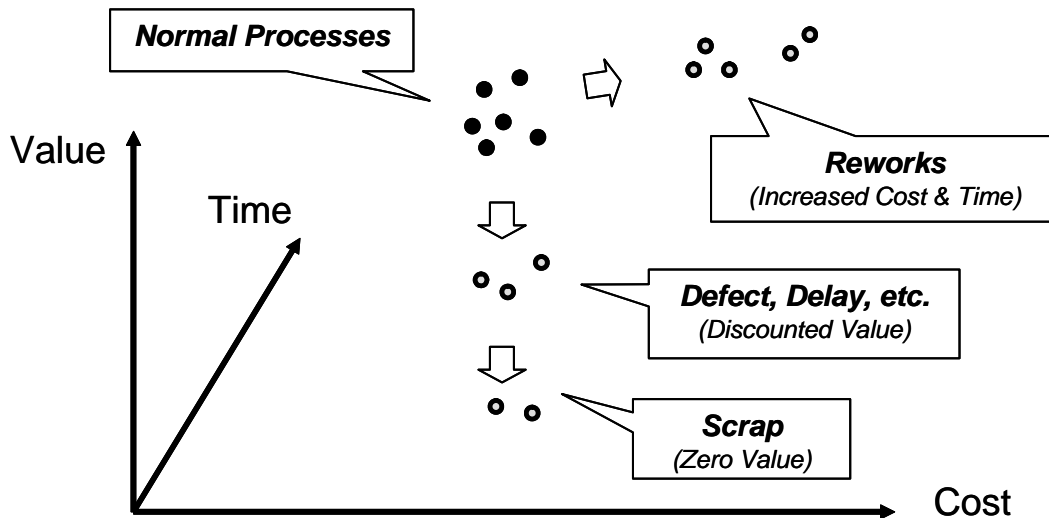 Normal Processes
Value
Time
Reworks
(Increased Cost & Time)
Defect, Delay, etc.
(Discounted Value)
Scrap
(Zero Value)
Cost